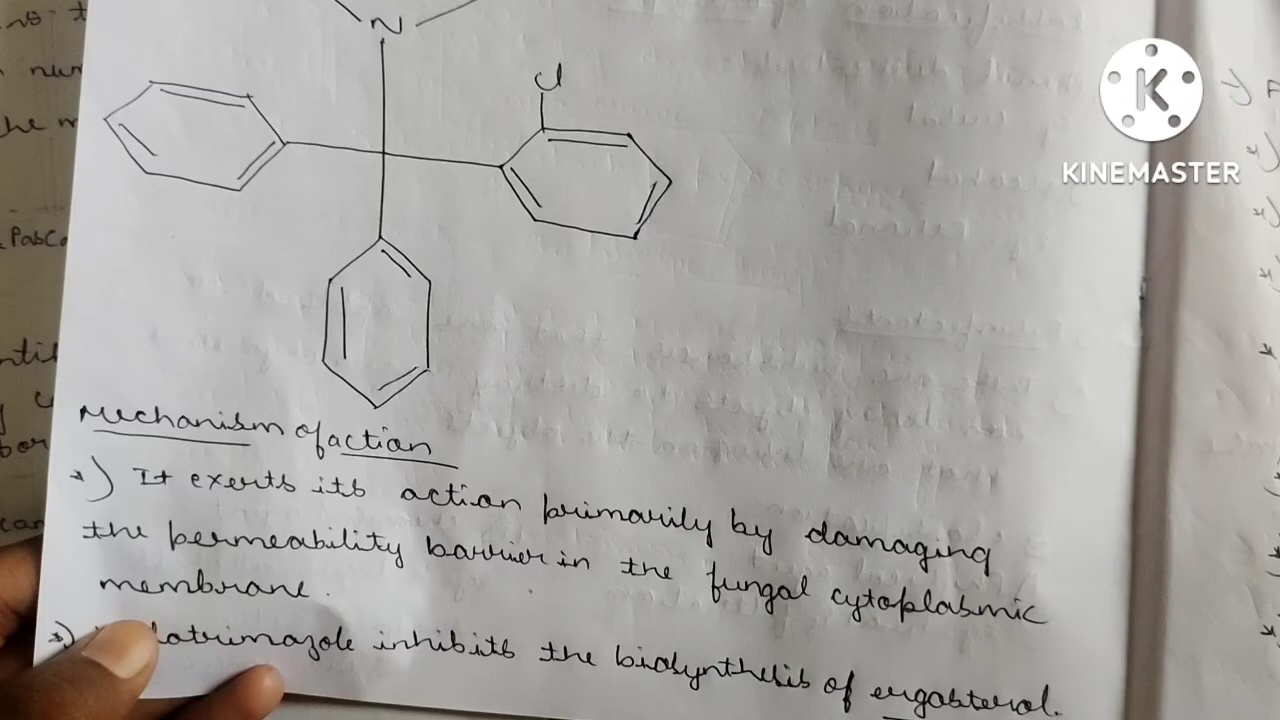 N
Cl
KINEMASTER
Mechanism of action
*) It exerts its action primarily by damaging
the permeability barrier in the fungal cytoplasmic
membrane.
*) lotrimazole inhibits the biosynthesis of ergosterol.